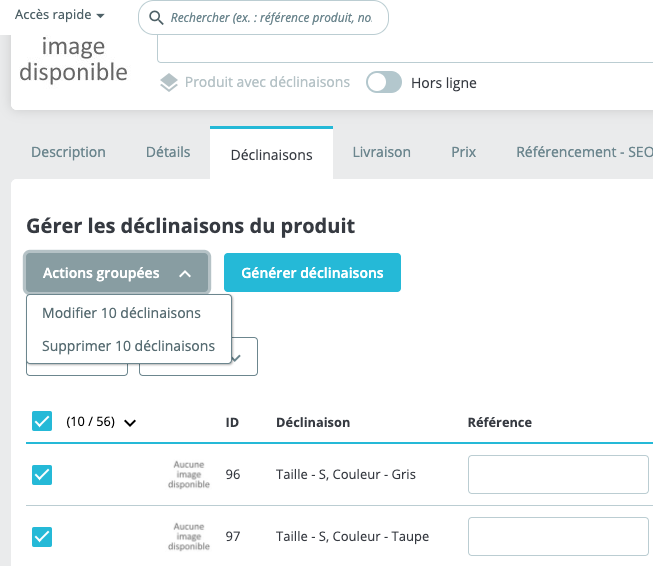 Accès rapide
Rechercher (ex. : référence produit, no
image
disponible
Produit avec déclinaisons
Hors ligne
Description Détails Déclinaisons Livraison Prix Référencement - SEO
Gérer les déclinaisons du produit
Actions groupées Générer déclinaisons
Modifier 10 déclinaisons
Supprimer 10 déclinaisons
(10 / 56) ID Déclinaison Référence
Aucune
image
disponible
96 Taille - S, Couleur - Gris
Aucune
image
disponible
97 Taille - S, Couleur - Taupe